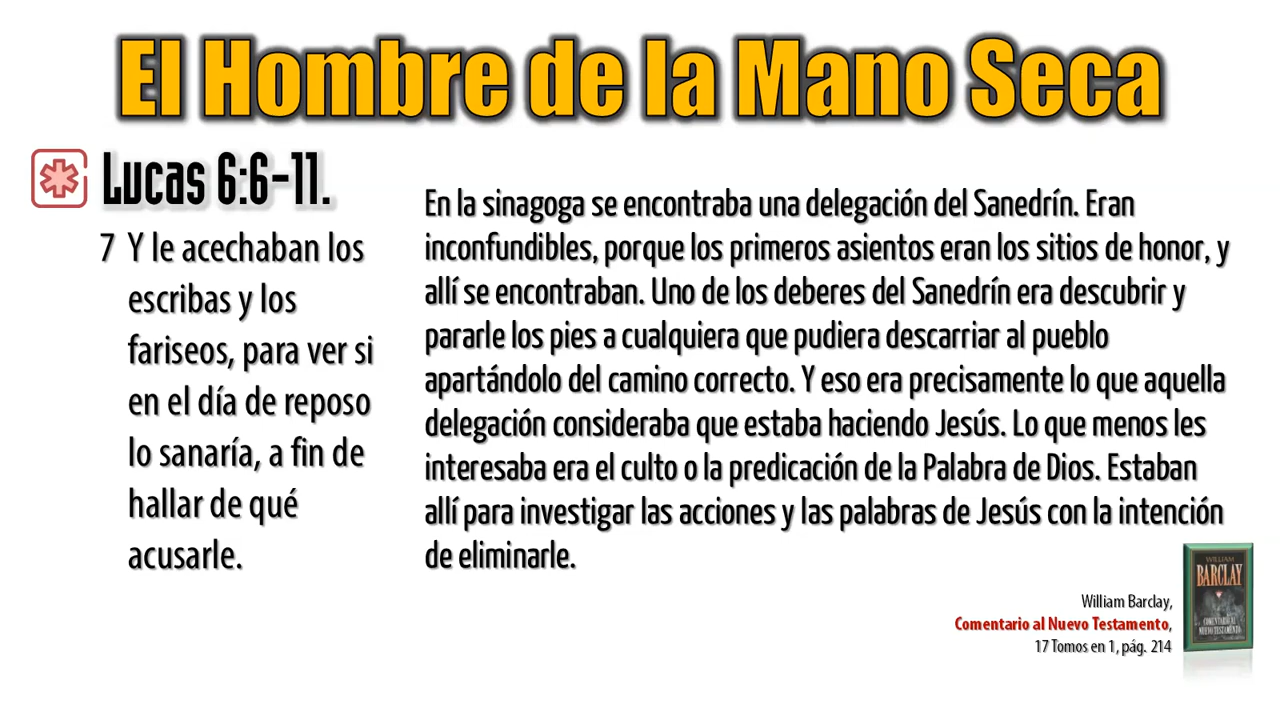 El Hombre de la Mano Seca
Lucas 6:6-11.
7 Y le acechaban los
escribas y los
fariseos, para ver si
en el día de reposo
lo sanaría, a fin de
hallar de qué
acusarle.
En la sinagoga se encontraba una delegación del Sanedrín. Eran
inconfundibles, porque los primeros asientos eran los sitios de honor, y
allí se encontraban. Uno de los deberes del Sanedrín era descubrir y
pararle los pies a cualquiera que pudiera descarriar al pueblo
apartándolo del camino correcto. Y eso era precisamente lo que aquella
delegación consideraba que estaba haciendo Jesús. Lo que menos les
interesaba era el culto o la predicación de la Palabra de Dios. Estaban
allí para investigar las acciones y las palabras de Jesús con la intención
de eliminarle.
William Barclay,
Comentario al Nuevo Testamento,
17 Tomos en 1, pág. 214
WILLIAM
BARCLAY
COMENTARIO AL
NUEVO TESTAMENTO